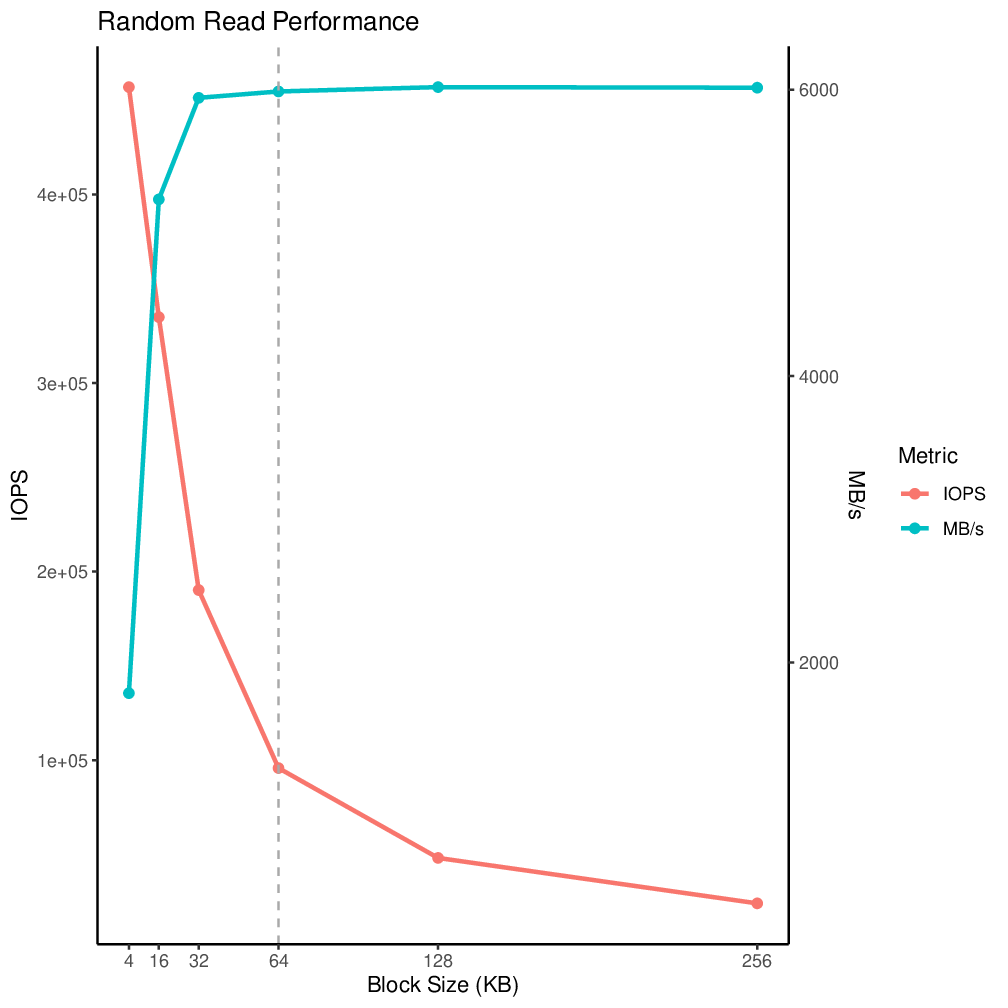 Random Read Performance
IOPS
4e+05
3e+05
2e+05
1e+05
6000
4000
2000
MB/s
4 16 32 64 128 256
Block Size (KB)
Metric
IOPS
MB/s